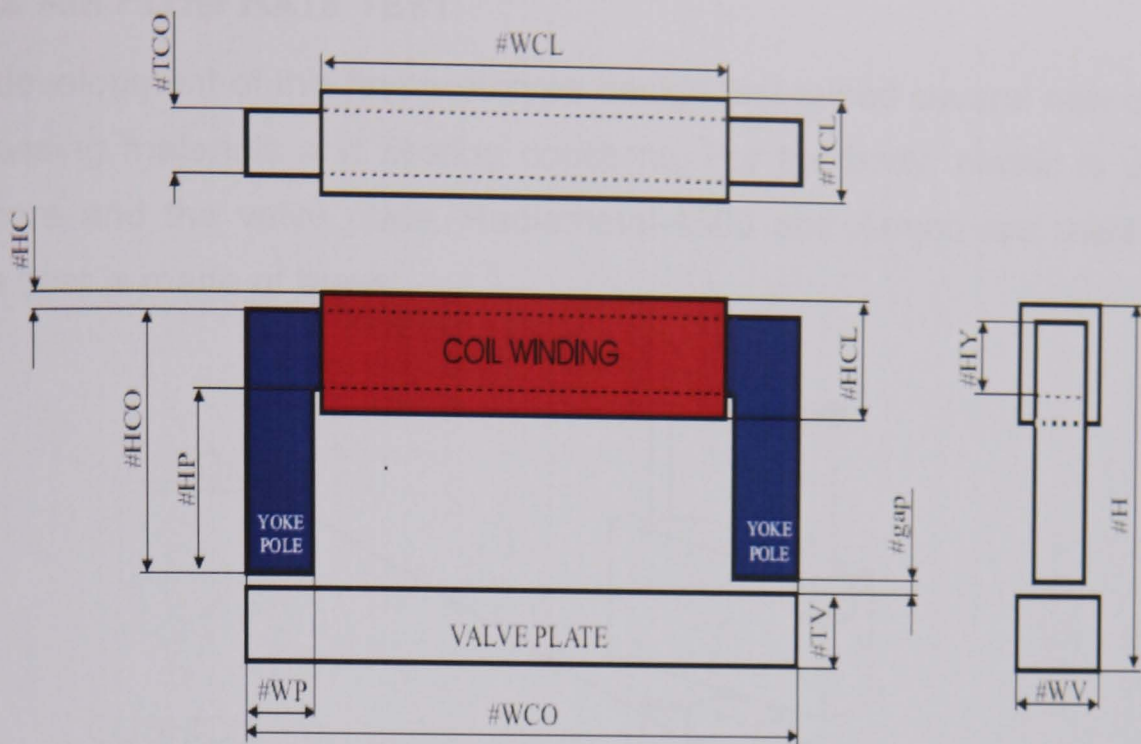 #WCL
#TCO
#TCL
#HC
COIL WINDING
#HCL
#HY
#HCO
#HP
#H
YOKE
POLE
YOKE
POLE
#gap
VALVE PLATE
#TV
#WP
#WCO
#WV